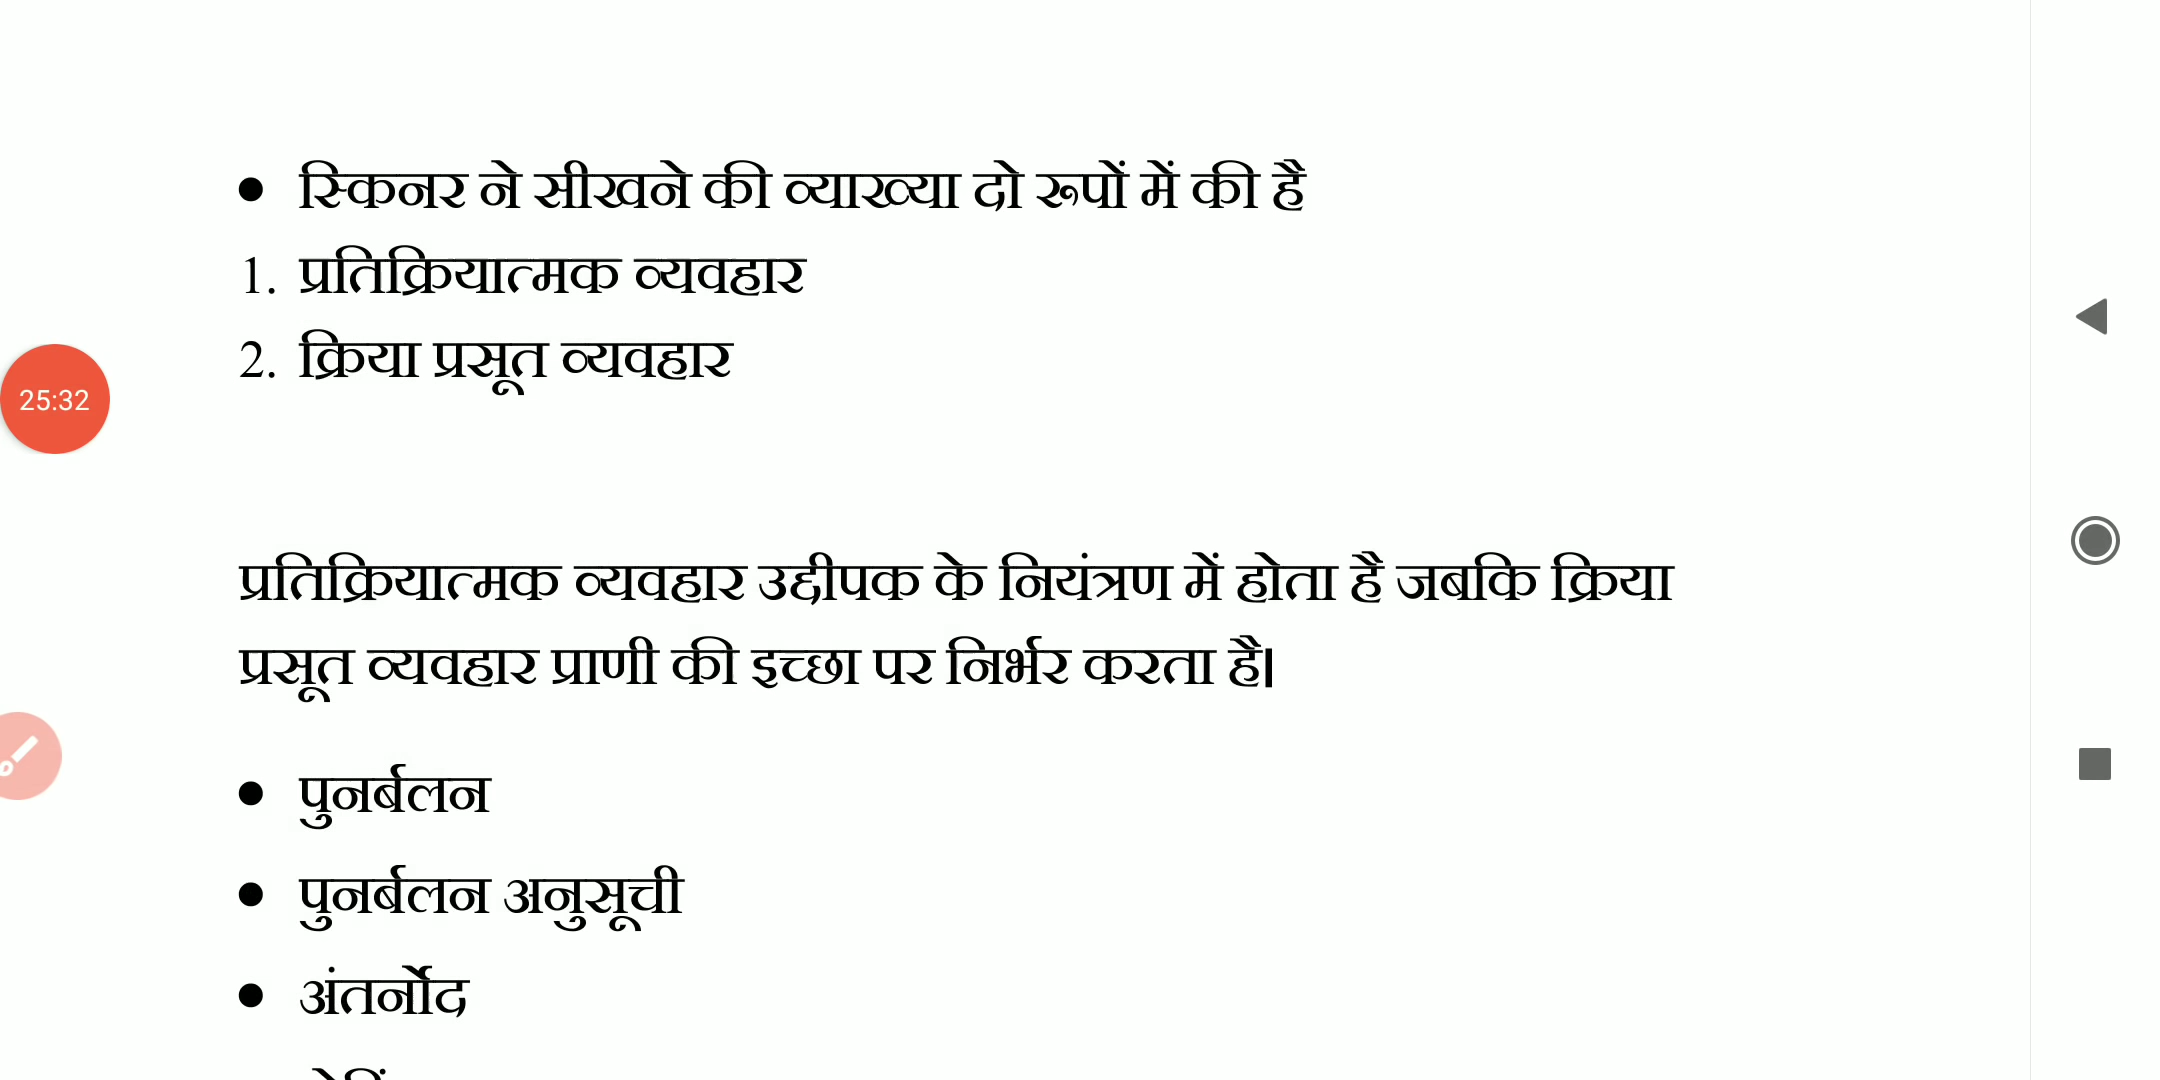 • स्किनर ने सीखने की व्याख्या दो रूपों में की है
1. प्रतिक्रियात्मक व्यवहार
2. क्रिया प्रसूत व्यवहार
25:32
प्रतिक्रियात्मक व्यवहार उद्दीपक के नियंत्रण में होता है जबकि क्रिया
प्रसूत व्यवहार प्राणी की इच्छा पर निर्भर करता है।
• पुनर्बलन
• पुनर्बलन अनुसूची
• अंतर्नोद